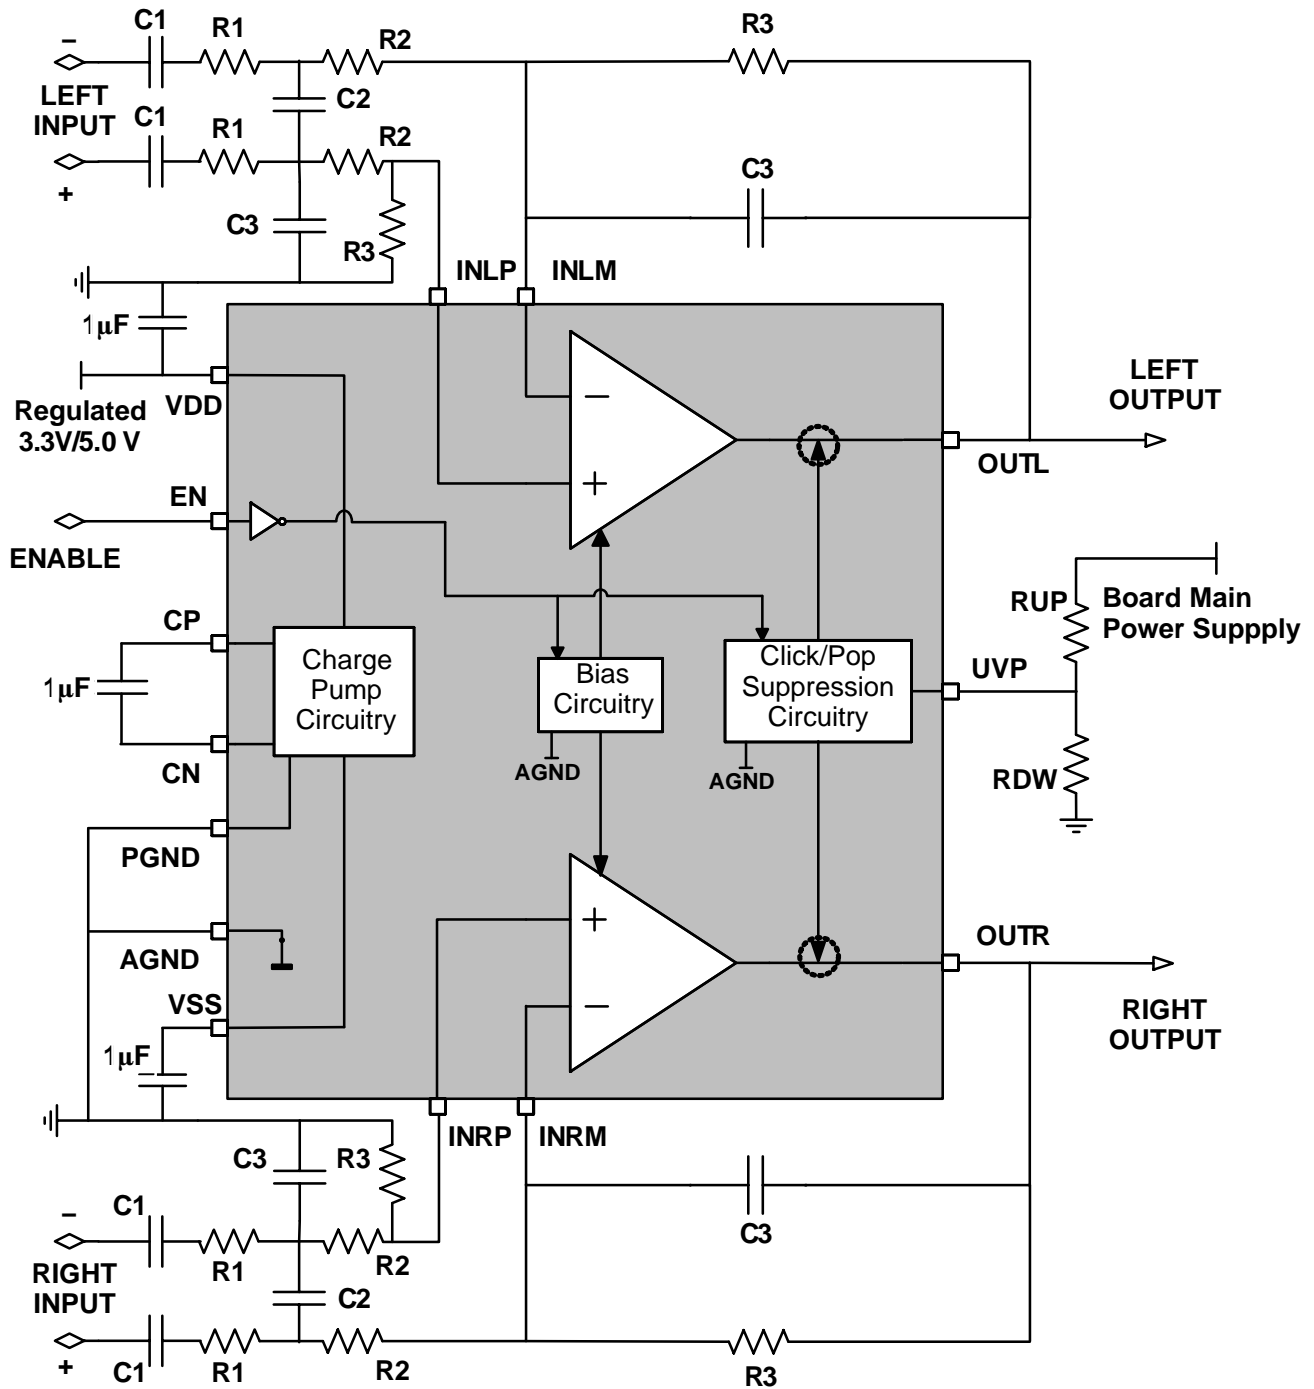 C1
R1
R2
R3
−
LEFT
INPUT
C2
C1
R1
R2
+
C3
R3
C3
INLP
INLM
1µF
VDD
Regulated
3.3V/5.0 V
−
+
LEFT
OUTPUT
OUTL
EN
ENABLE
RUP
Board Main
Power Suppply
CP
1µF
CN
Charge
Pump
Circuitry
Bias
Circuitry
AGND
Click/Pop
Suppression
Circuitry
AGND
UVP
RDW
PGND
AGND
VSS
1µF
+
−
OUTR
RIGHT
OUTPUT
INRP
INRM
C3
R3
C3
−
C1
R1
R2
RIGHT
INPUT
C2
+
C1
R1
R2
R3